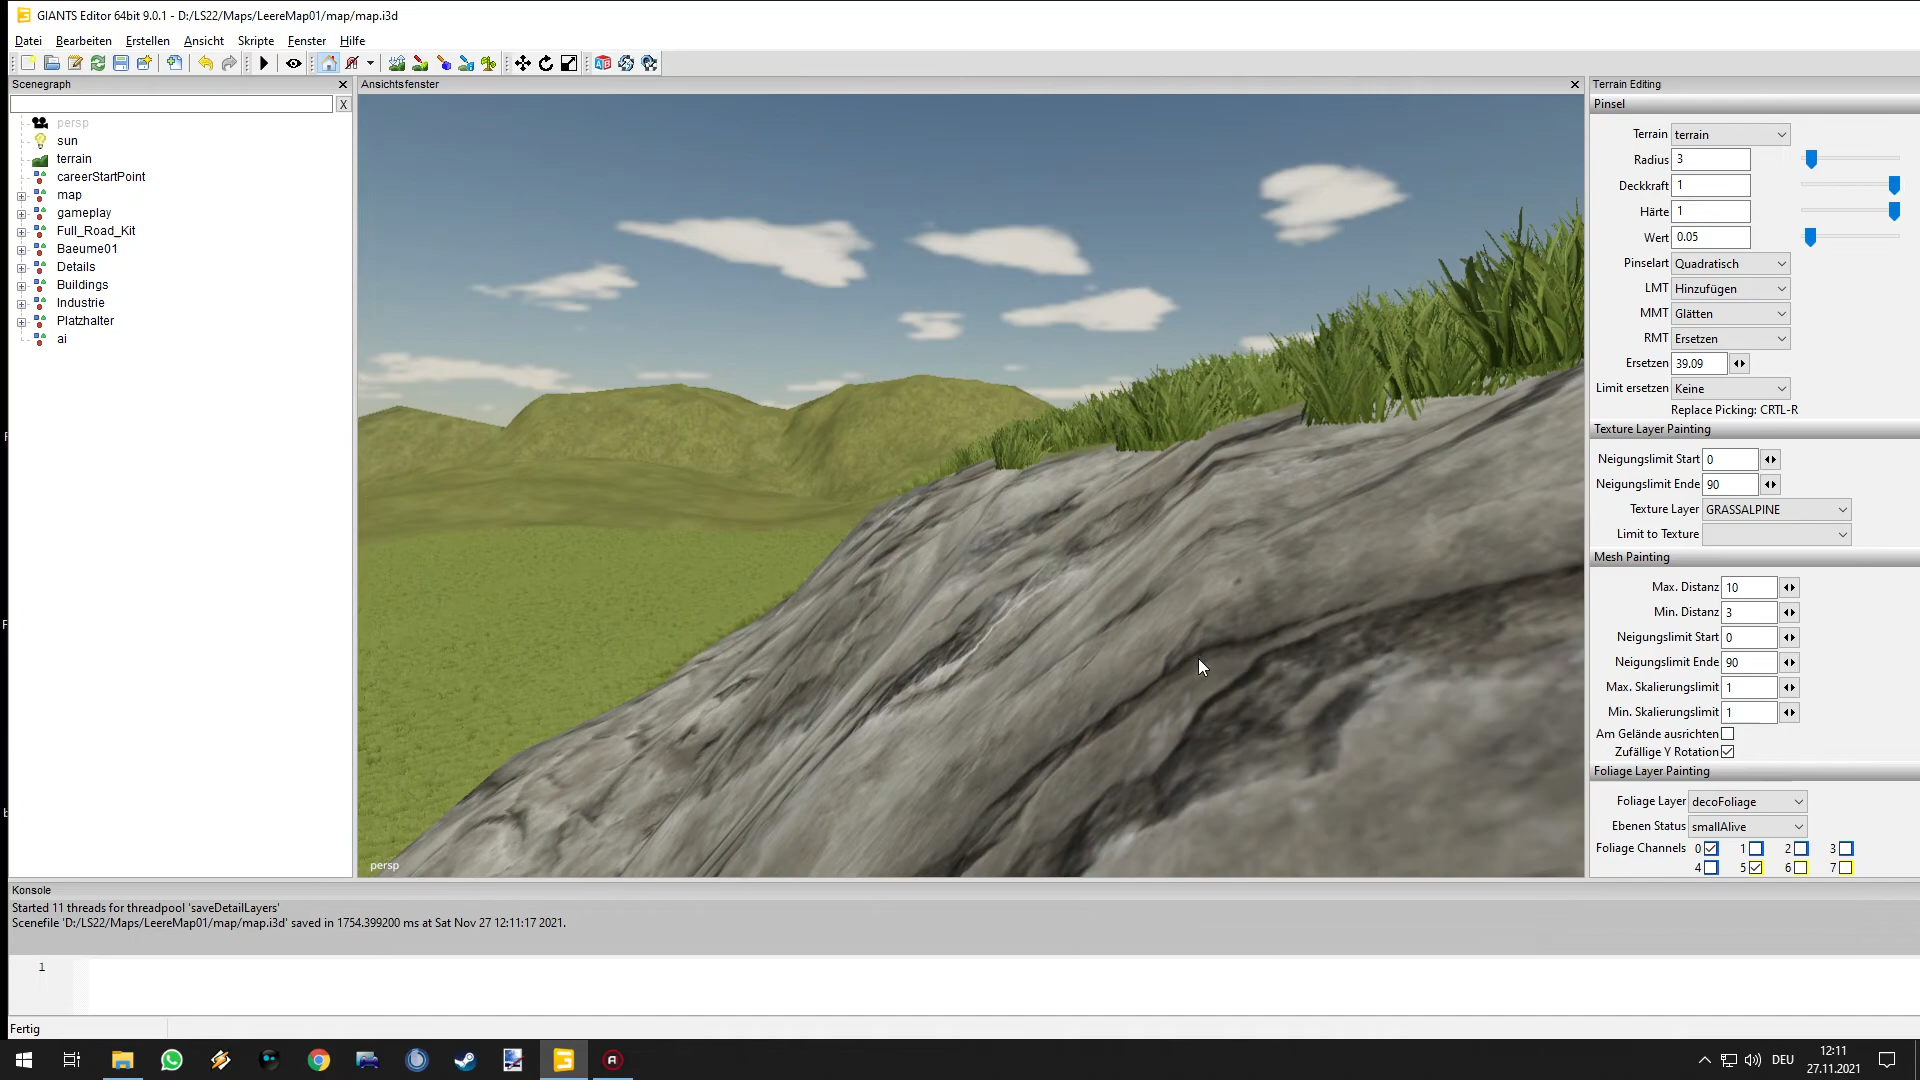 GIANTS Editor 64bit 9.0.1 - D:/LS22/Maps/LeereMap01/map/map.i3d
Datei Bearbeiten Erstellen Ansicht Skripte Fenster Hilfe
Scenegraph
X
persp
sun
terrain
careerStartPoint
map
gameplay
Full_Road_Kit
Baeume01
Details
Buildings
Industrie
Platzhalter
ai
Ansichtsfenster
persp
Terrain Editing
Pinsel
Terrain terrain
Radius 3
Deckkraft 1
Härte 1
Wert 0.05
Pinselart Quadratisch
LMT Hinzufügen
MMT Glätten
RMT Ersetzen
Ersetzen 39.09
Limit ersetzen Keine
Replace Picking: CRTL-R
Texture Layer Painting
Neigungslimit Start 0
Neigungslimit Ende 90
Texture Layer GRASSALPINE
Limit to Texture
Mesh Painting
Max. Distanz 10
Min. Distanz 3
Neigungslimit Start 0
Neigungslimit Ende 90
Max. Skalierungslimit 1
Min. Skalierungslimit 1
Am Gelände ausrichten
Zufällige Y Rotation
Foliage Layer Painting
Foliage Layer decoFoliage
Ebenen Status smallAlive
Foliage Channels 0 1 2 3
4 5 6 7
Konsole
Started 11 threads for threadpool 'saveDetailLayers'
Scenefile 'D:/LS22/Maps/LeereMap01/map/map.i3d' saved in 1754.399200 ms at Sat Nov 27 12:11:17 2021.
1
Fertig
DEU
12:11
27.11.2021